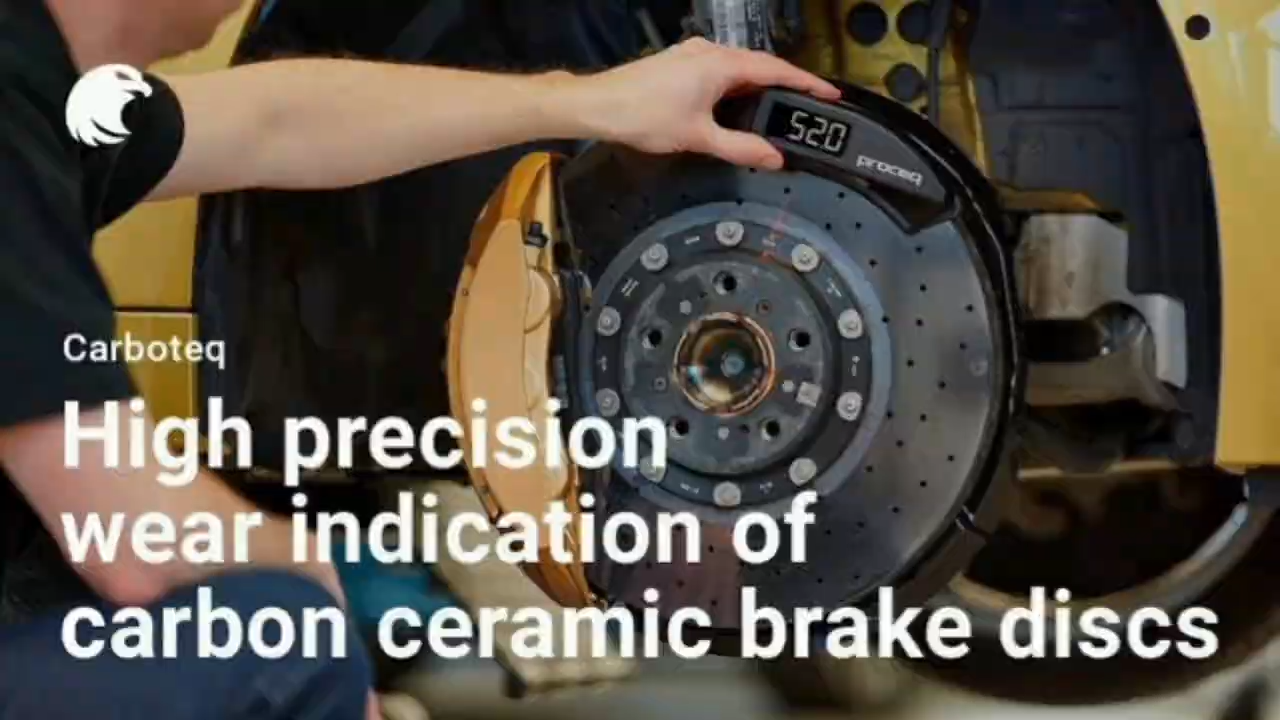 520
proceq
Carboteq
High precision
wear indication of
carbon ceramic brake discs